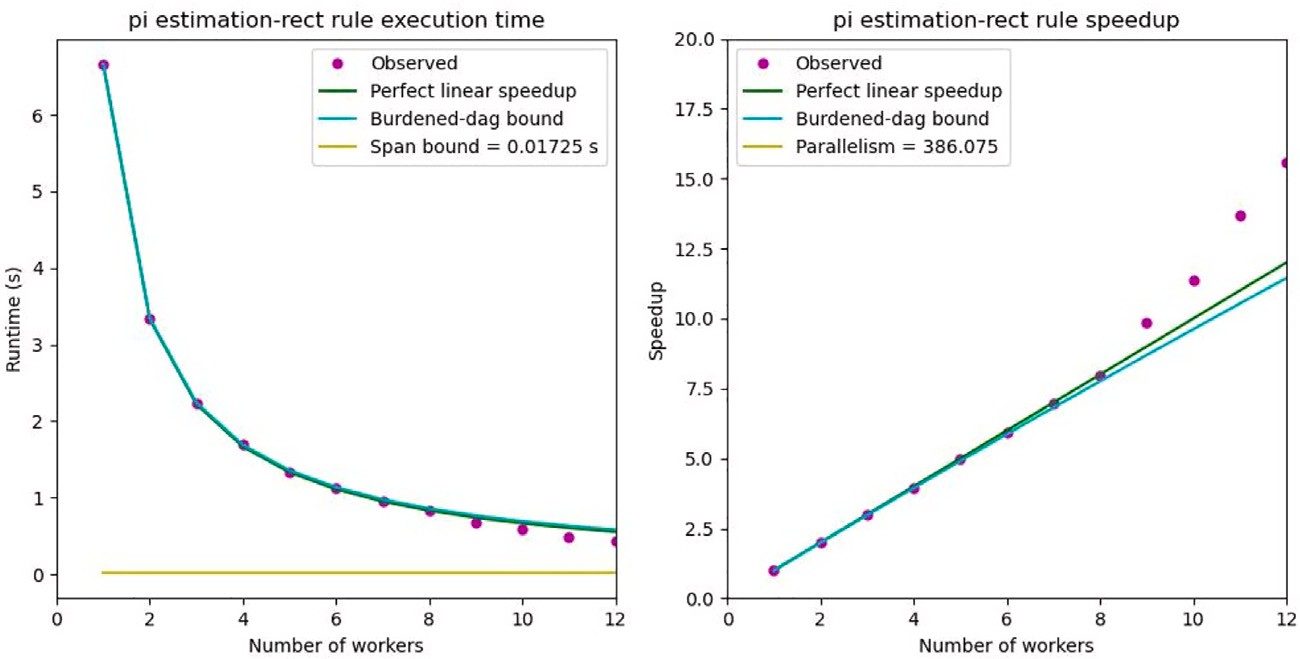 pi estimation-rect rule execution time
Observed
Perfect linear speedup
Burdened-dag bound
Span bound = 0.01725 s
Runtime (s)
6
5
4
3
2
1
0
0 2 4 6 8 10 12
Number of workers
pi estimation-rect rule speedup
Observed
Perfect linear speedup
Burdened-dag bound
Parallelism = 386.075
Speedup
20.0
17.5
15.0
12.5
10.0
7.5
5.0
2.5
0.0
0 2 4 6 8 10 12
Number of workers